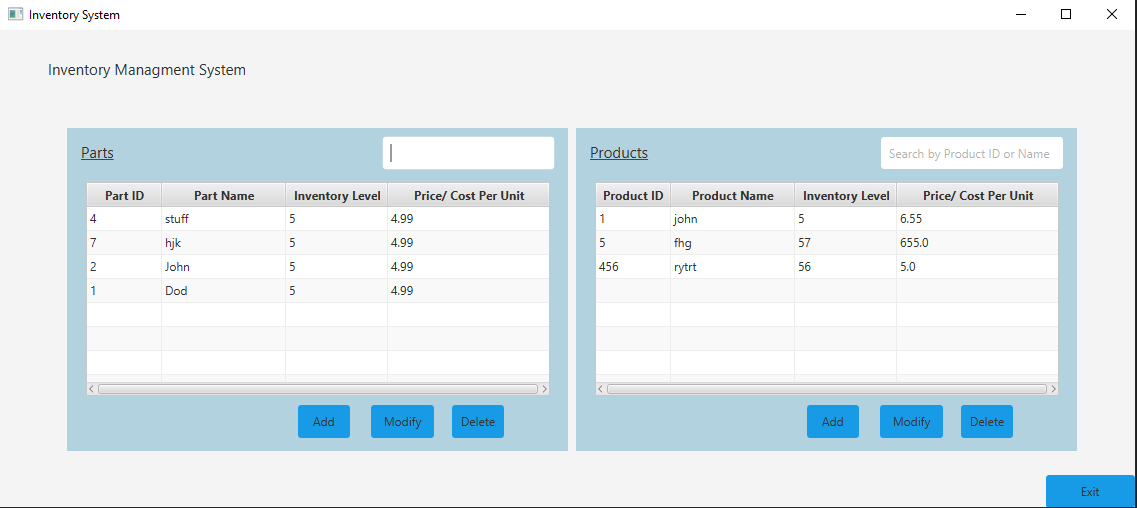 Inventory System
Inventory Managment System
Parts
Part ID Part Name Inventory Level Price/ Cost Per Unit
4 stuff 5 4.99
7 hjk 5 4.99
2 John 5 4.99
1 Dod 5 4.99
Add Modify Delete
Products Search by Product ID or Name
Product ID Product Name Inventory Level Price/ Cost Per Unit
1 john 5 6.55
5 fhg 57 655.0
456 rytrt 56 5.0
Add Modify Delete
Exit